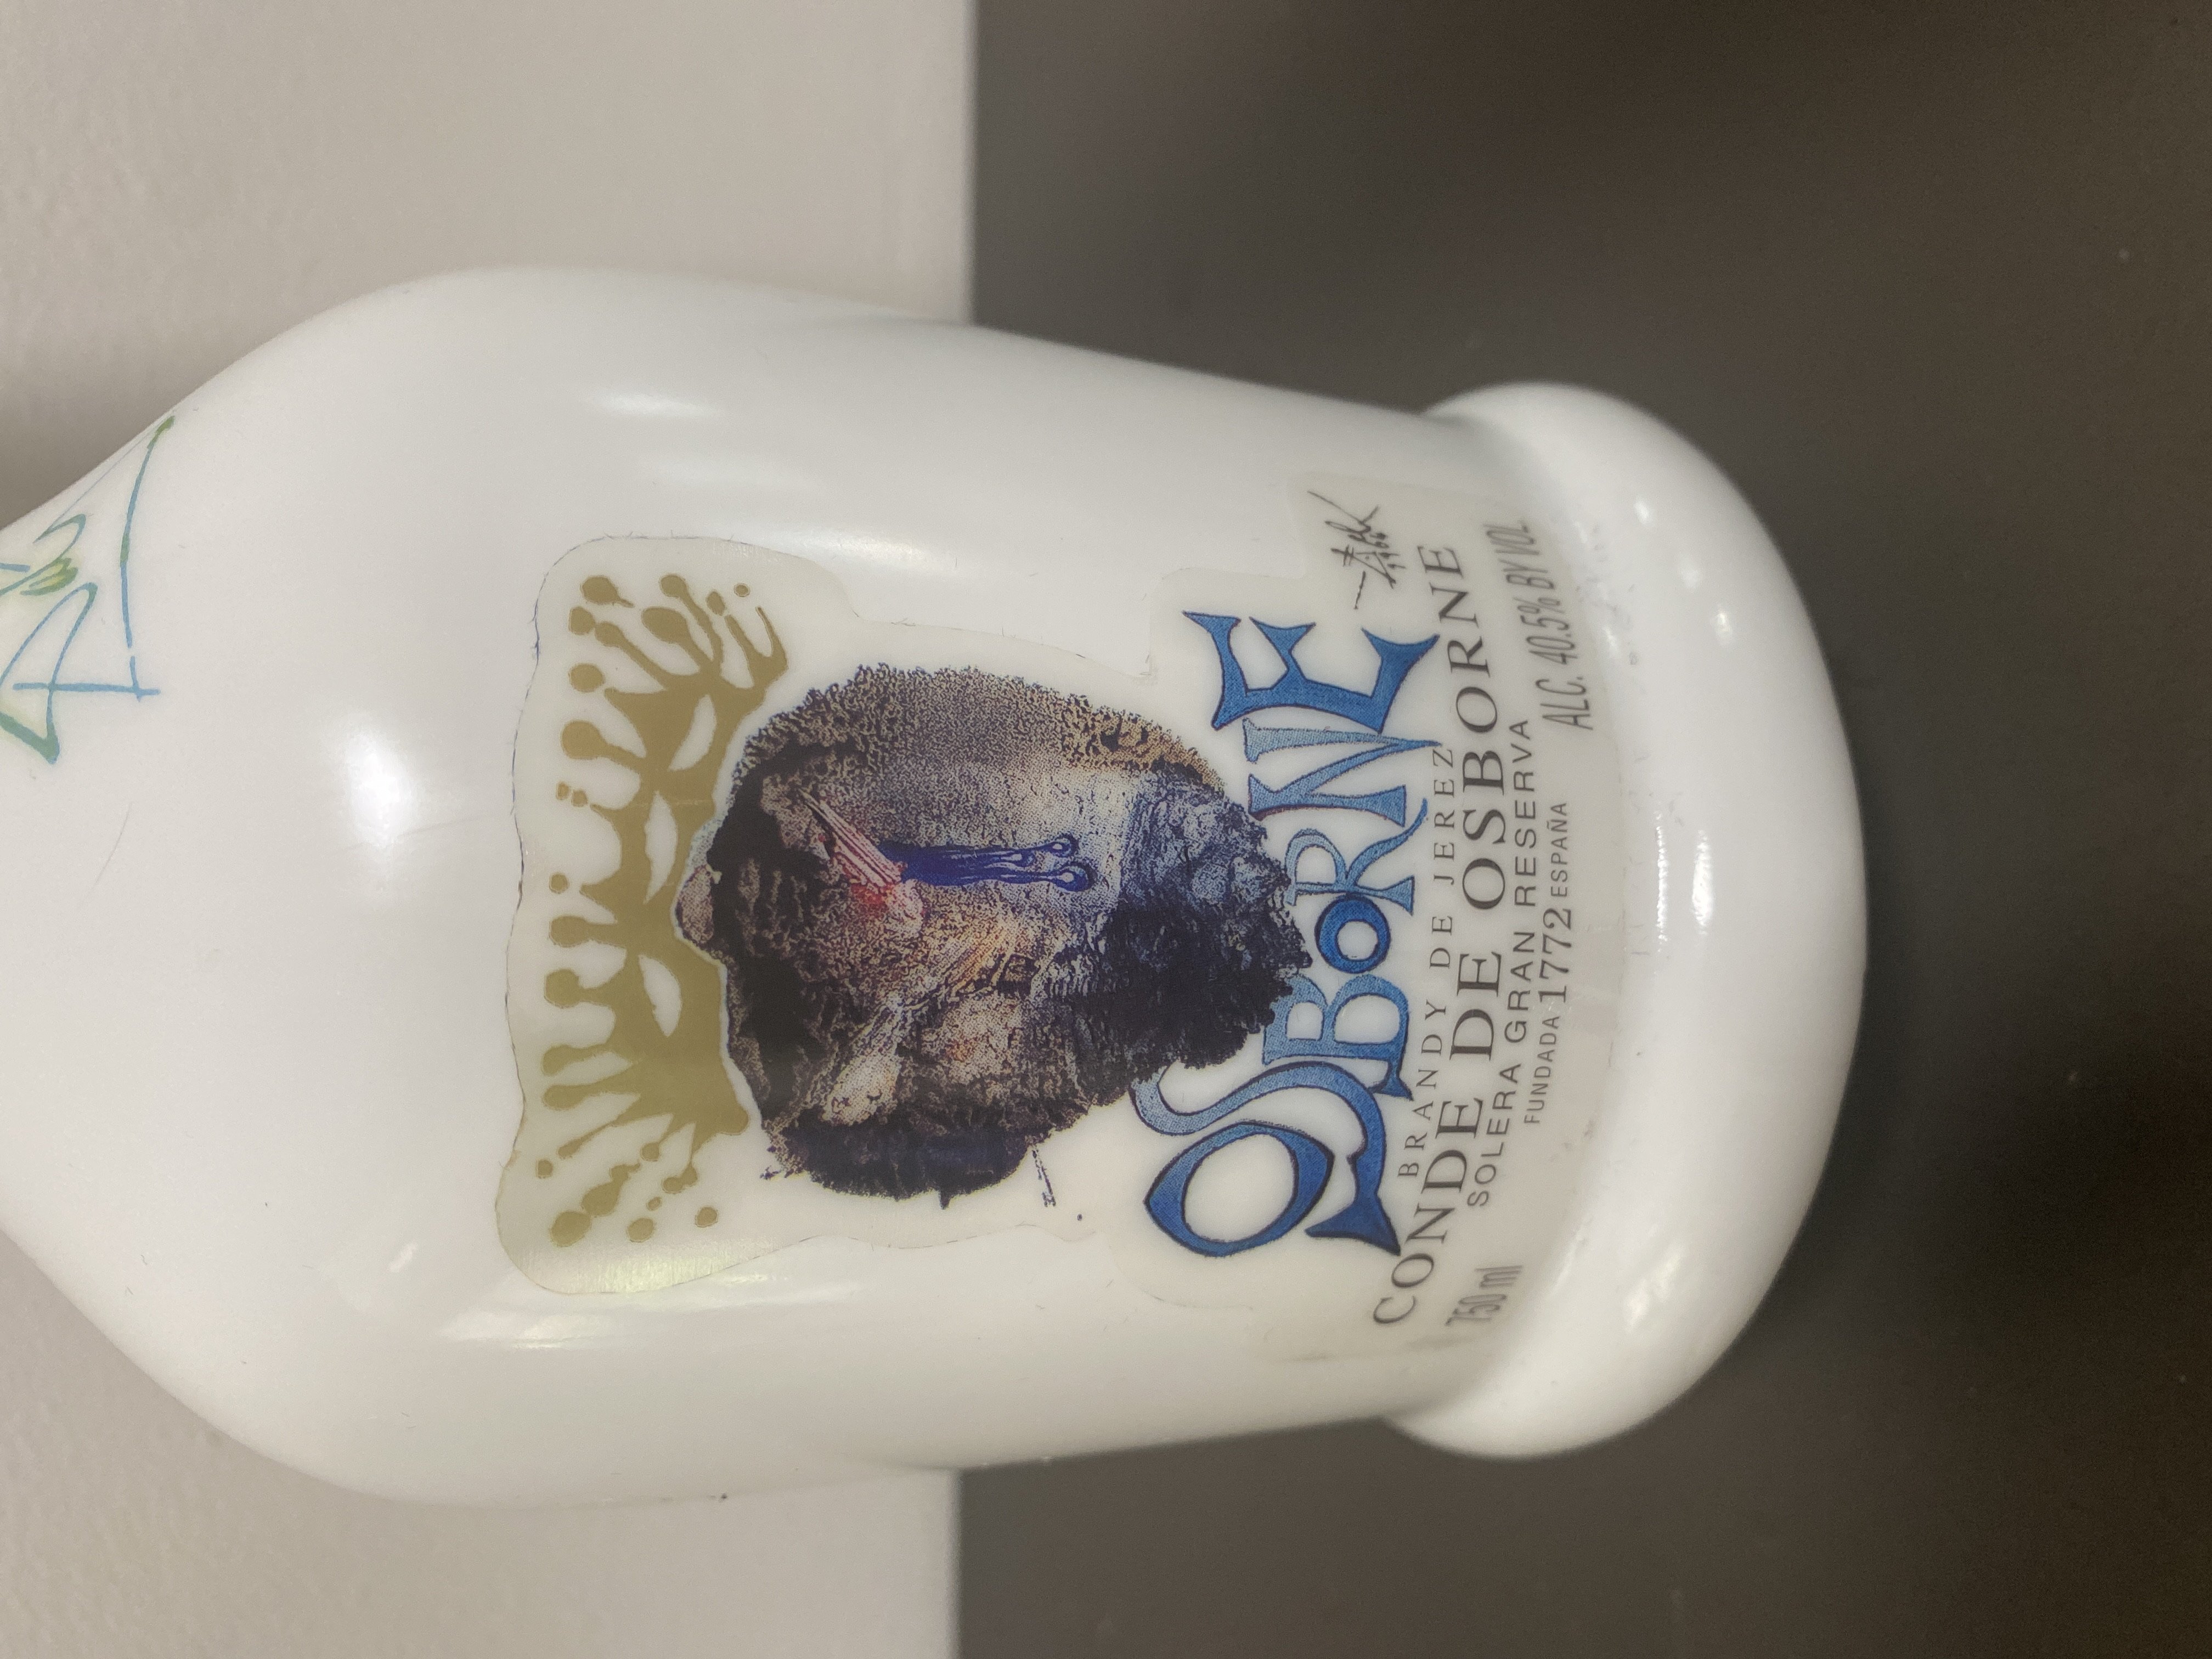 OSBORNE
BRANDY DE JEREZ
CONDE DE OSBORNE
SOLERA GRAN RESERVA
FUNDADA 1772 ESPAÑA
750 ml
ALC. 40.5% BY VOL.